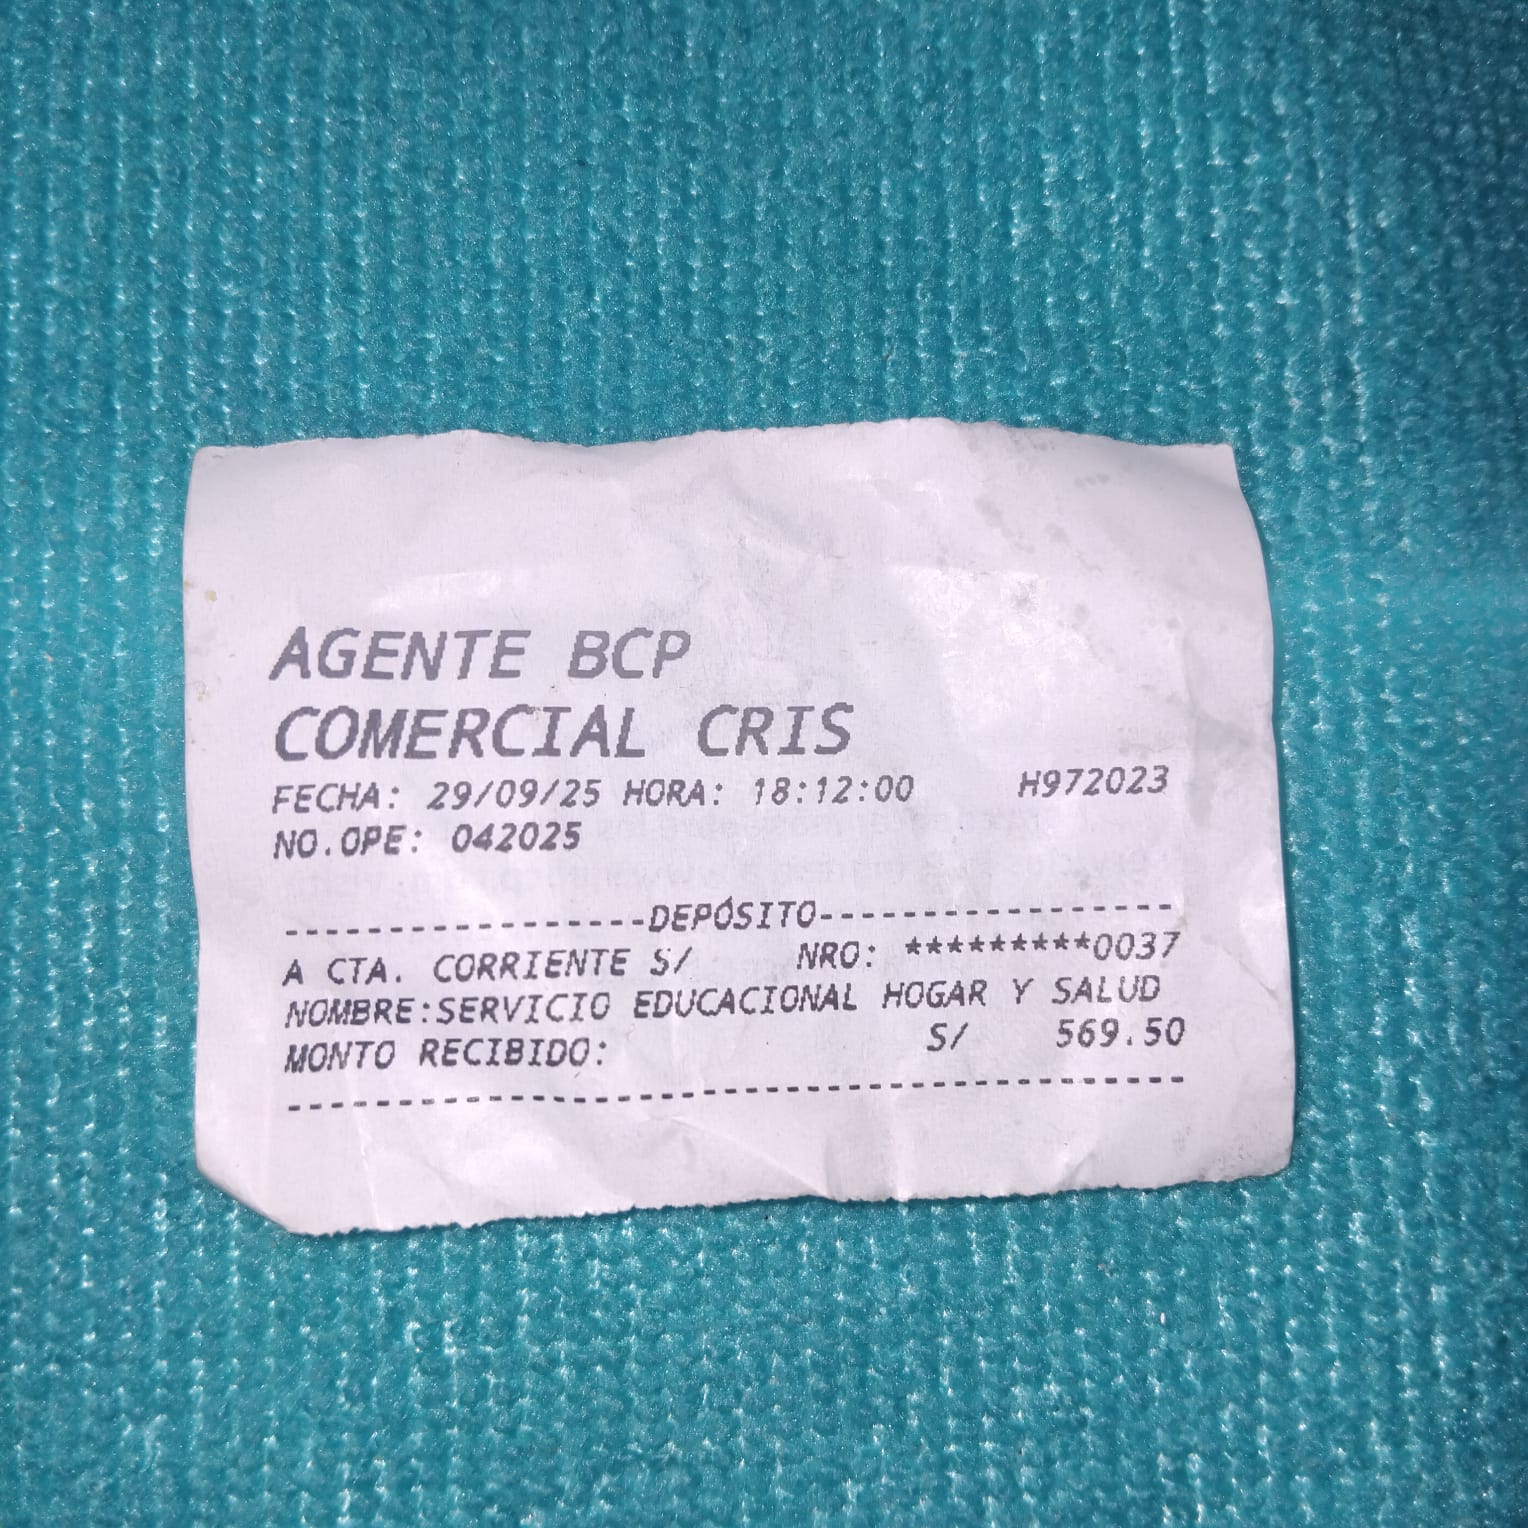 AGENTE BCP
COMERCIAL CRIS
FECHA: 29/09/25 HORA: 18:12:00 H972023
NO.OPE: 042025
-----------------DEPÓSITO-----------------
A CTA. CORRIENTE S/ NRO: *********0037
NOMBRE:SERVICIO EDUCACIONAL HOGAR Y SALUD
MONTO RECIBIDO: S/ 569.50
------------------------------------------